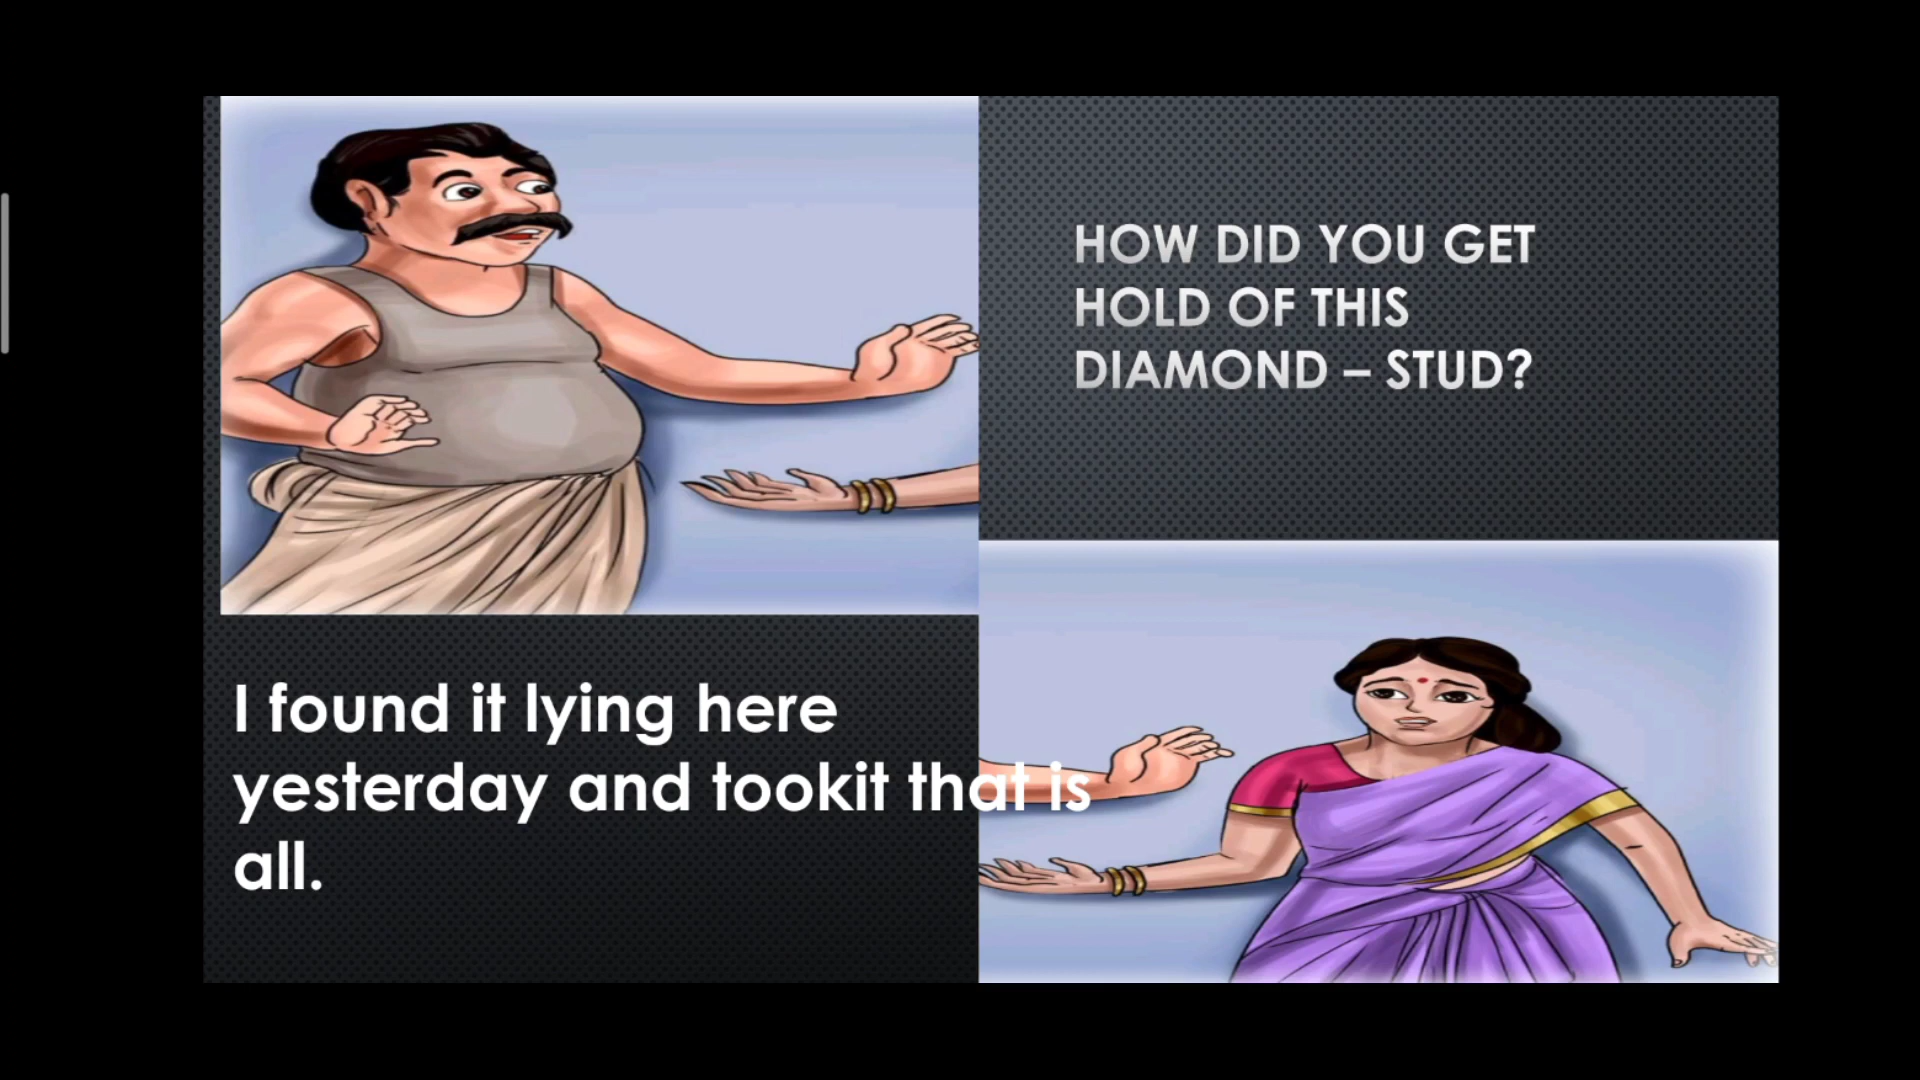 HOW DID YOU GET
HOLD OF THIS
DIAMOND – STUD?
I found it lying here
yesterday and tookit that is
all.